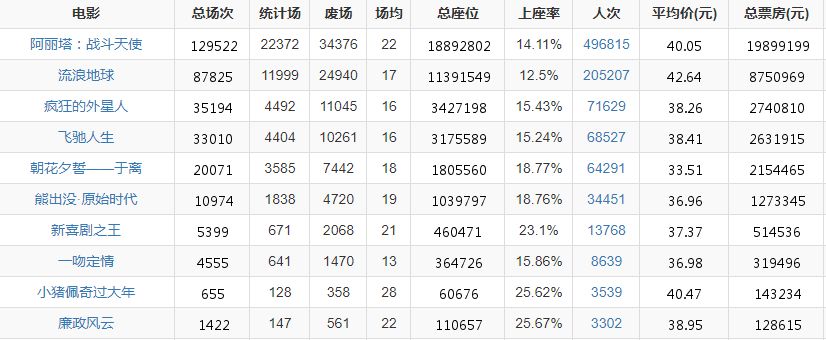 电影 总场次 统计场 废场 场均 总座位 上座率 人次 平均价(元) 总票房(元)
阿丽塔：战斗天使 129522 22372 34376 22 18892802 14.11% 496815 40.05 19899199
流浪地球 87825 11999 24940 17 11391549 12.5% 205207 42.64 8750969
疯狂的外星人 35194 4492 11045 16 3427198 15.43% 71629 38.26 2740810
飞驰人生 33010 4404 10261 16 3175589 15.24% 68527 38.41 2631915
朝花夕誓——于离 20071 3585 7442 18 1805560 18.77% 64291 33.51 2154465
熊出没·原始时代 10974 1838 4720 19 1039797 18.76% 34451 36.96 1273345
新喜剧之王 5399 671 2068 21 460471 23.1% 13768 37.37 514536
一吻定情 4555 641 1470 13 364726 15.86% 8639 36.98 319496
小猪佩奇过大年 655 128 358 28 60676 25.62% 3539 40.47 143234
廉政风云 1422 147 561 22 110657 25.67% 3302 38.95 128615